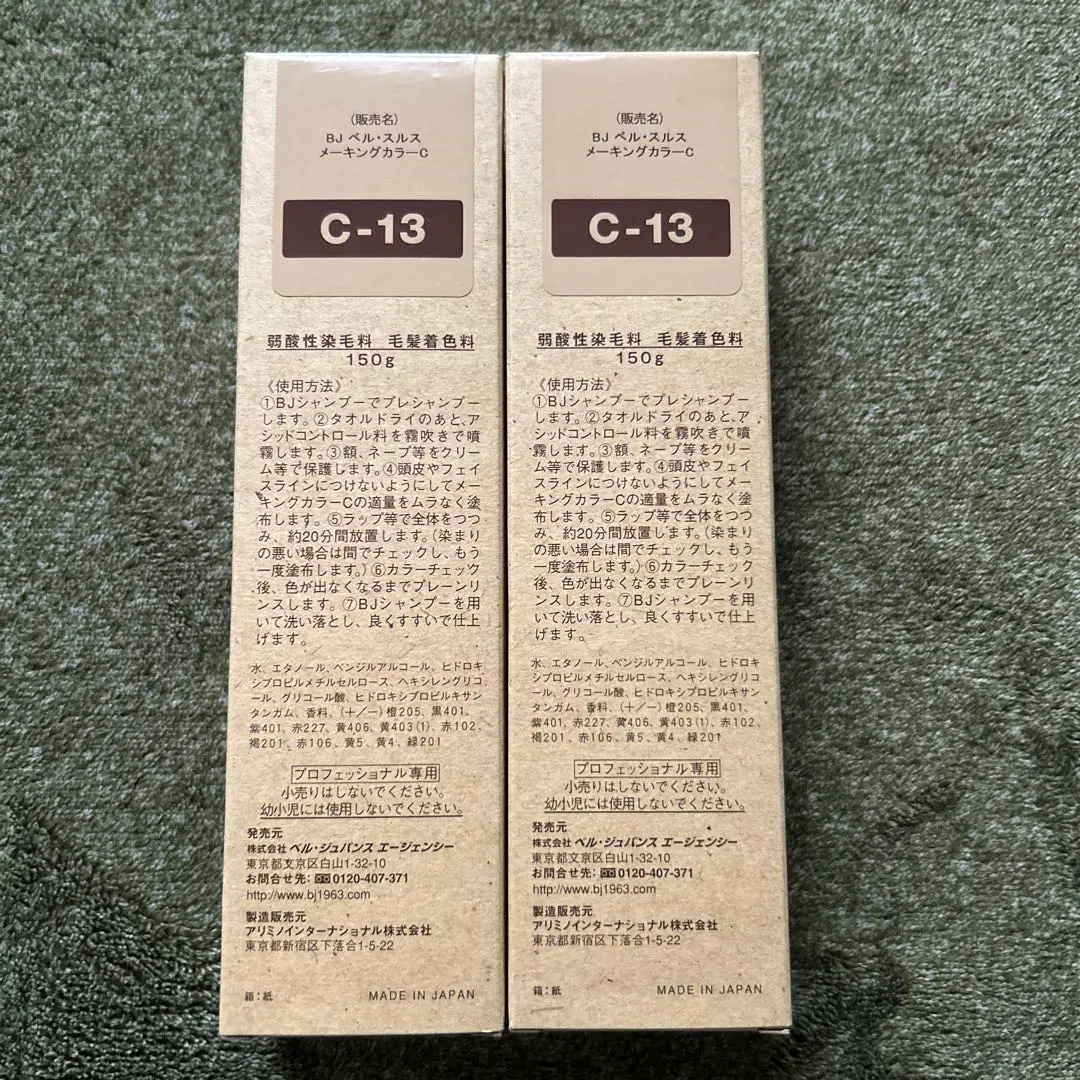 (販売名)
BJ ベル・スルス
メーキングカラーC
C-13
弱酸性染毛料 毛髪着色料
150g
《使用方法》
①BJシャンプーでプレシャンプー
します。②タオルドライのあと、ア
シッドコントロール料を霧吹きで噴
霧します。③額、ネープ等をクリー
ム等で保護します。④頭皮やフェイ
スラインにつけないようにしてメー
キングカラーCの適量をムラなく塗
布します。⑤ラップ等で全体をつつ
み、約20分間放置します。(染まり
の悪い場合は間でチェックし、もう
一度塗布します。)⑥カラーチェック
後、色が出なくなるまでプレーンリ
ンスします。⑦BJシャンプーを用
いて洗い落とし、良くすすいで仕上
げます。
水、エタノール、ベンジルアルコール、ヒドロキ
シプロピルメチルセルロース、ヘキシレングリコ
ール、グリコール酸、ヒドロキシプロピルキサン
タンガム、香料、(+/−)橙205、黒401、
紫401、赤227、黄406、黄403(1)、赤102、
褐201、赤106、黄5、黄4、緑201
プロフェッショナル専用
小売りはしないでください。
幼小児には使用しないでください。
発売元
株式会社 ベル・ジュバンス エージェンシー
東京都文京区白山1-32-10
お問合せ先:0120-407-371
http://www.bj1963.com
製造販売元
アリミノインターナショナル株式会社
東京都新宿区下落合1-5-22
箱:紙 MADE IN JAPAN
(販売名)
BJ ベル・スルス
メーキングカラーC
C-13
弱酸性染毛料 毛髪着色料
150g
《使用方法》
①BJシャンプーでプレシャンプー
します。②タオルドライのあと、ア
シッドコントロール料を霧吹きで噴
霧します。③額、ネープ等をクリー
ム等で保護します。④頭皮やフェイ
スラインにつけないようにしてメー
キングカラーCの適量をムラなく塗
布します。⑤ラップ等で全体をつつ
み、約20分間放置します。(染まり
の悪い場合は間でチェックし、もう
一度塗布します。)⑥カラーチェック
後、色が出なくなるまでプレーンリ
ンスします。⑦BJシャンプーを用
いて洗い落とし、良くすすいで仕上
げます。
水、エタノール、ベンジルアルコール、ヒドロキ
シプロピルメチルセルロース、ヘキシレングリコ
ール、グリコール酸、ヒドロキシプロピルキサン
タンガム、香料、(+/−)橙205、黒401、
紫401、赤227、黄406、黄403(1)、赤102、
褐201、赤106、黄5、黄4、緑201
プロフェッショナル専用
小売りはしないでください。
幼小児には使用しないでください。
発売元
株式会社 ベル・ジュバンス エージェンシー
東京都文京区白山1-32-10
お問合せ先:0120-407-371
http://www.bj1963.com
製造販売元
アリミノインターナショナル株式会社
東京都新宿区下落合1-5-22
箱:紙 MADE IN JAPAN